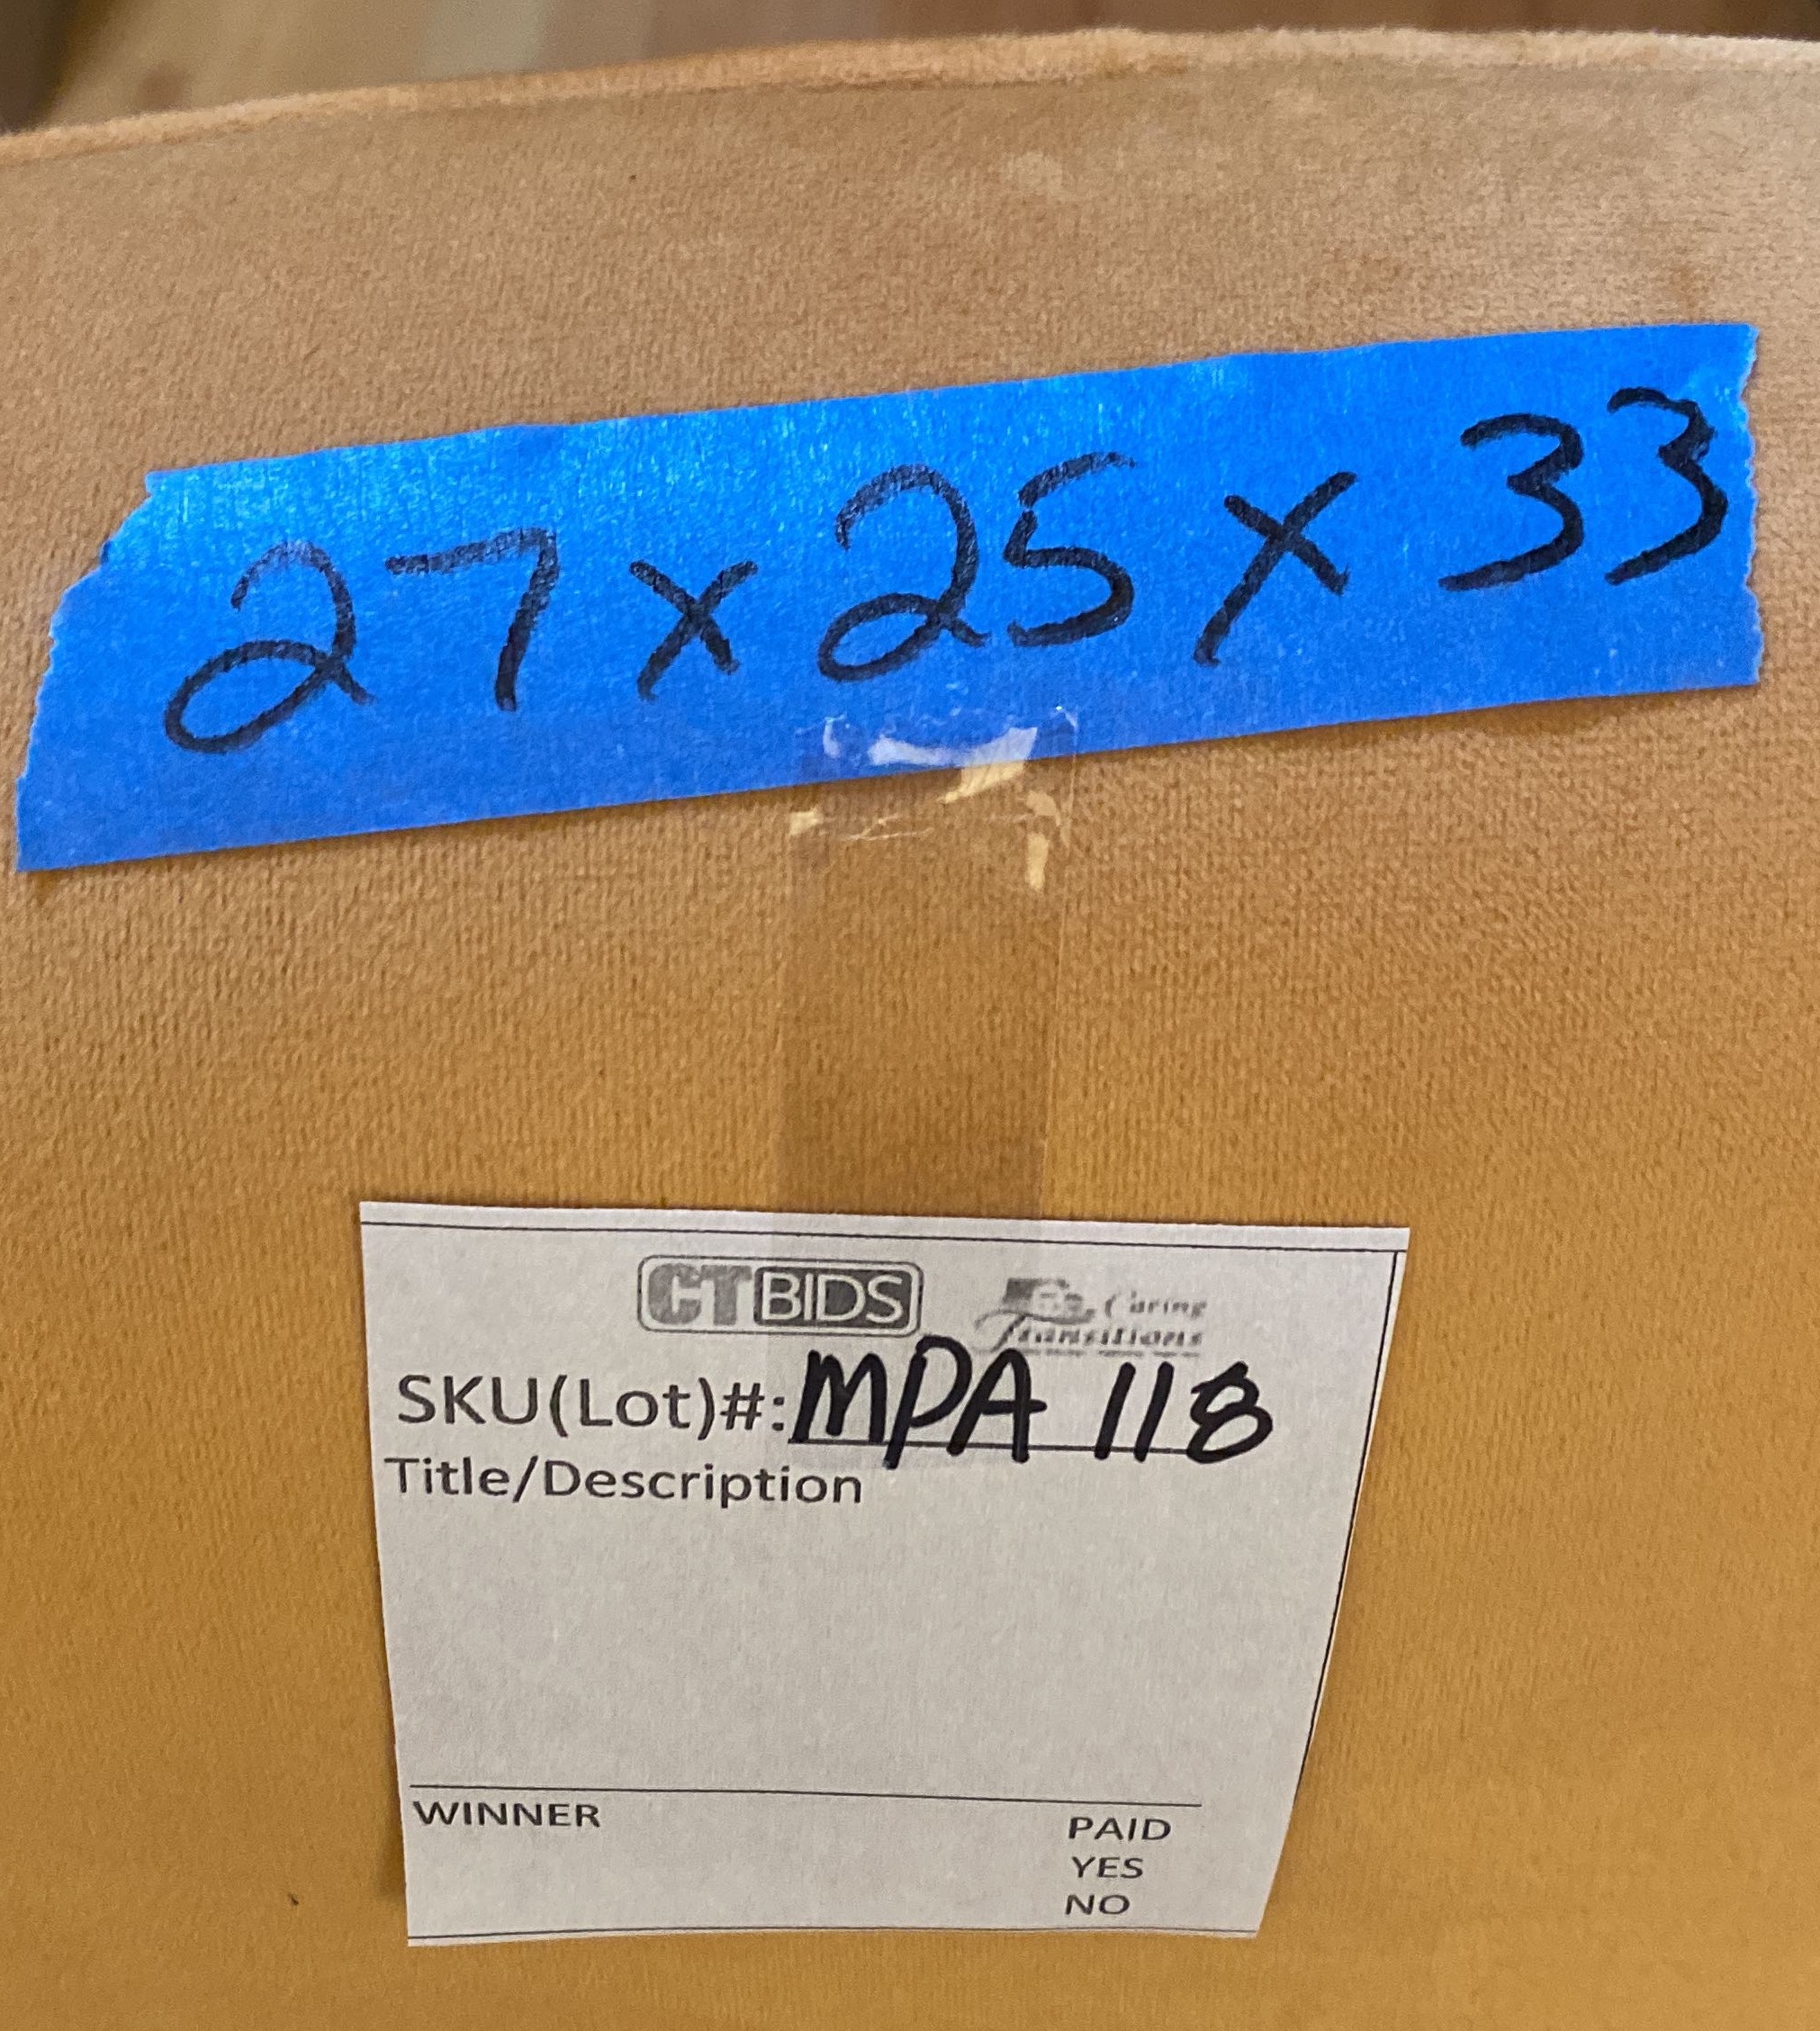 27 x 25 x 33
CTBIDS Caring
Transitions
SKU(Lot)#: MPA 118
Title/Description
WINNER PAID
YES
NO